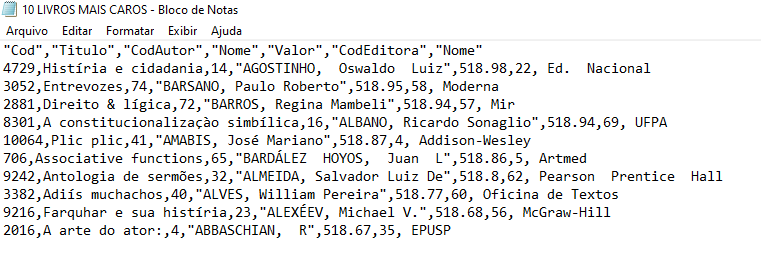 10 LIVROS MAIS CAROS - Bloco de Notas
Arquivo Editar Formatar Exibir Ajuda
"Cod","Titulo","CodAutor","Nome","Valor","CodEditora","Nome"
4729,Histíria e cidadania,14,"AGOSTINHO,  Oswaldo  Luiz",518.98,22, Ed.  Nacional
3052,Entrevozes,74,"BARSANO, Paulo Roberto",518.95,58, Moderna
2881,Direito & lígica,72,"BARROS, Regina Mambeli",518.94,57, Mir
8301,A constitucionalizaçào simbílica,16,"ALBANO, Ricardo Sonaglio",518.94,69, UFPA
10064,Plic plic,41,"AMABIS, José Mariano",518.87,4, Addison-Wesley
706,Associative functions,65,"BARDÁLEZ  HOYOS,  Juan  L",518.86,5, Artmed
9242,Antologia de sermões,32,"ALMEIDA, Salvador Luiz De",518.8,62, Pearson  Prentice  Hall
3382,Adiís muchachos,40,"ALVES, William Pereira",518.77,60, Oficina de Textos
9216,Farquhar e sua histíria,23,"ALEXÉEV, Michael V.",518.68,56, McGraw-Hill
2016,A arte do ator:,4,"ABBASCHIAN,  R",518.67,35, EPUSP